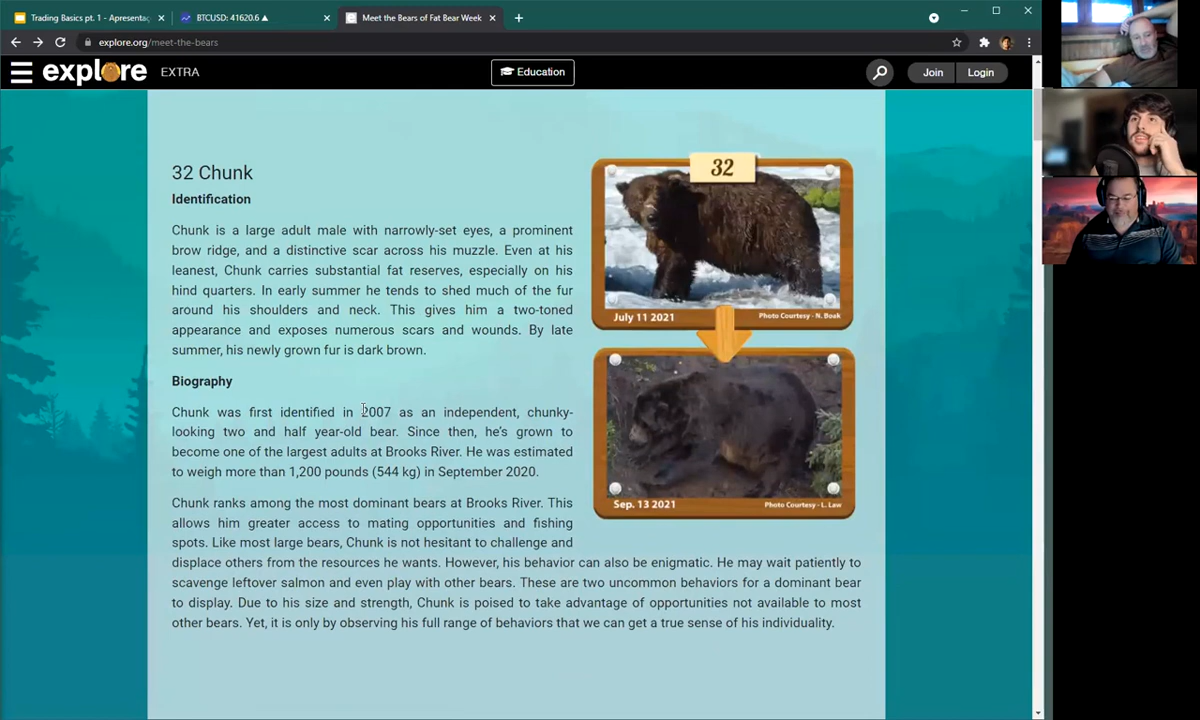 Trading Basics pt. 1 - Apresentaç
BTCUSD: 41620.6 ▲
Meet the Bears of Fat Bear Week
explore.org/meet-the-bears
explore EXTRA
Education
Join
Login
32 Chunk
Identification
Chunk is a large adult male with narrowly-set eyes, a prominent
brow ridge, and a distinctive scar across his muzzle. Even at his
leanest, Chunk carries substantial fat reserves, especially on his
hind quarters. In early summer he tends to shed much of the fur
around his shoulders and neck. This gives him a two-toned
appearance and exposes numerous scars and wounds. By late
summer, his newly grown fur is dark brown.
32
July 11 2021
Photo Courtesy - N. Boak
Sep. 13 2021
Photo Courtesy - L. Law
Biography
Chunk was first identified in 2007 as an independent, chunky-
looking two and half year-old bear. Since then, he's grown to
become one of the largest adults at Brooks River. He was estimated
to weigh more than 1,200 pounds (544 kg) in September 2020.
Chunk ranks among the most dominant bears at Brooks River. This
allows him greater access to mating opportunities and fishing
spots. Like most large bears, Chunk is not hesitant to challenge and
displace others from the resources he wants. However, his behavior can also be enigmatic. He may wait patiently to
scavenge leftover salmon and even play with other bears. These are two uncommon behaviors for a dominant bear
to display. Due to his size and strength, Chunk is poised to take advantage of opportunities not available to most
other bears. Yet, it is only by observing his full range of behaviors that we can get a true sense of his individuality.